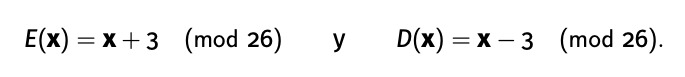 E(x) = x + 3 (mod 26) y D(x) = x − 3 (mod 26).